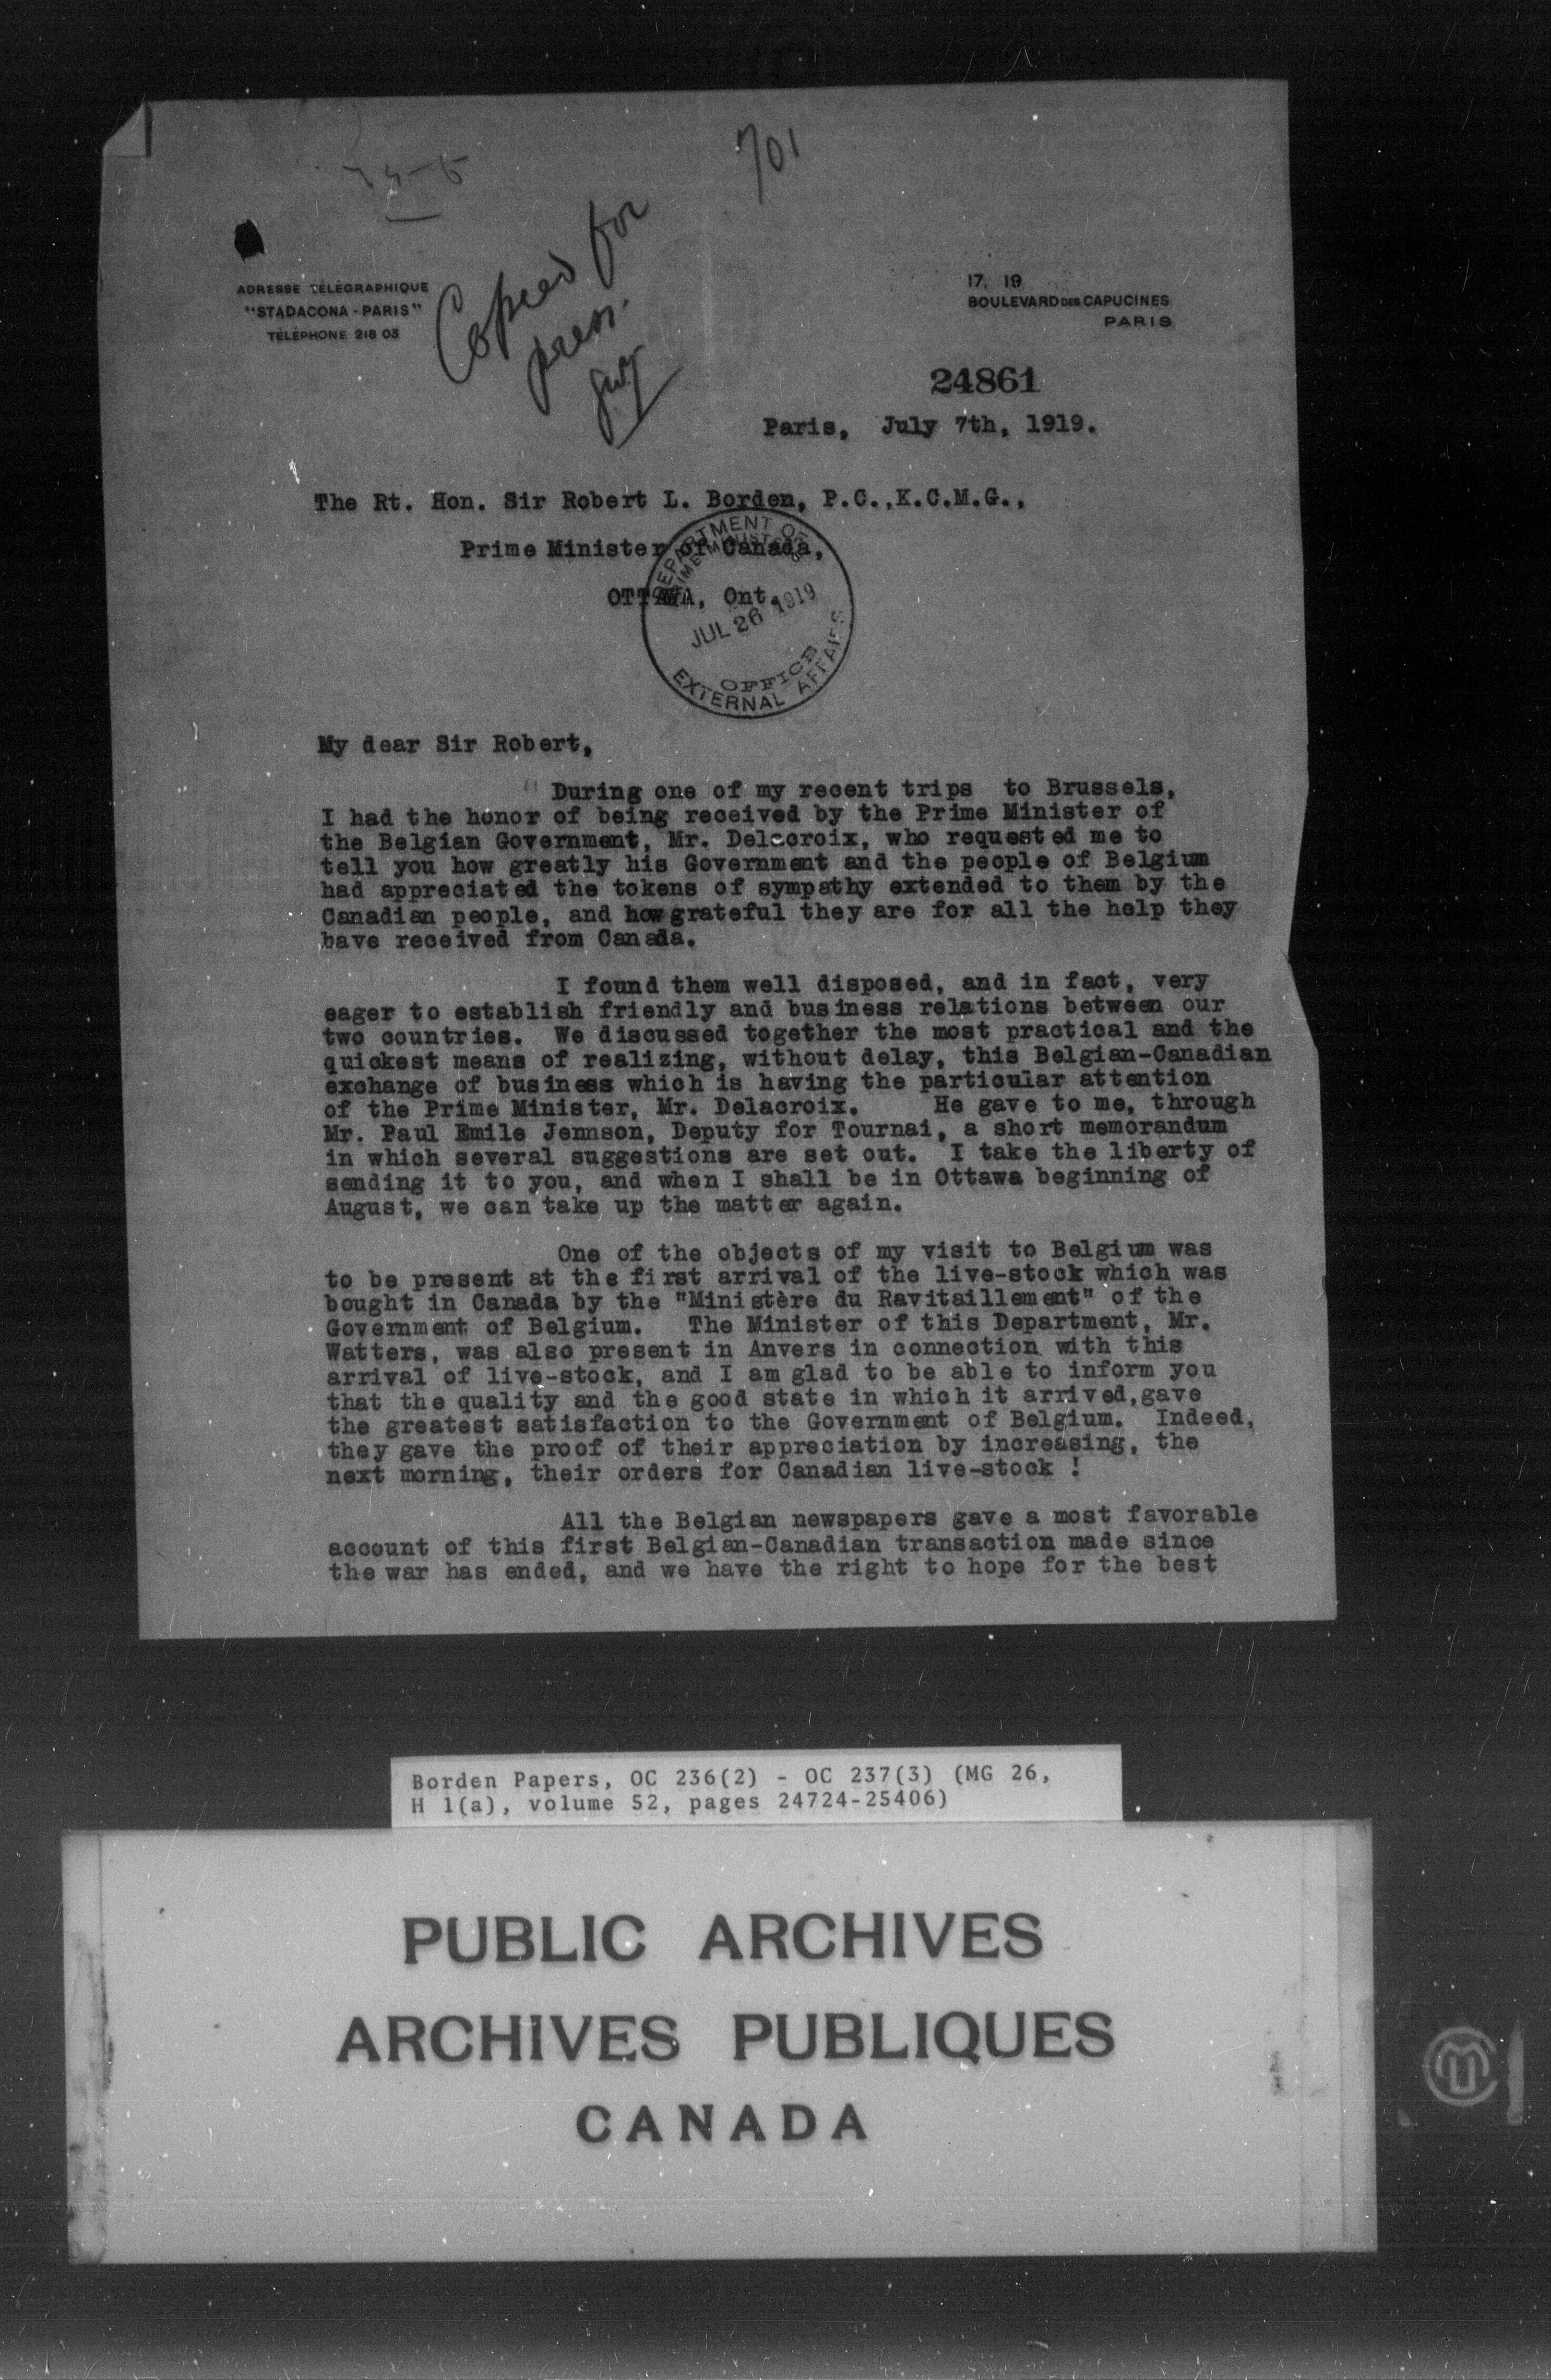 701
Copied for
press.
ADRESSE TÉLÉGRAPHIQUE
"STADACONA - PARIS"
TÉLÉPHONE 218 03
17, 19
BOULEVARD DES CAPUCINES
PARIS
24861
Paris, July 7th, 1919.
The Rt. Hon. Sir Robert L. Borden, P.C.,K.C.M.G.,
Prime Minister of Canada,
OTTAWA, Ont.
DEPARTMENT OF
PRIME MINISTER
JUL 26 1919
OFFICE
EXTERNAL AFFAIRS
My dear Sir Robert,
" During one of my recent trips to Brussels,
I had the honor of being received by the Prime Minister of
the Belgian Government, Mr. Delacroix, who requested me to
tell you how greatly his Government and the people of Belgium
had appreciated the tokens of sympathy extended to them by the
Canadian people, and how grateful they are for all the help they
have received from Canada.
I found them well disposed, and in fact, very
eager to establish friendly and business relations between our
two countries. We discussed together the most practical and the
quickest means of realizing, without delay, this Belgian-Canadian
exchange of business which is having the particular attention
of the Prime Minister, Mr. Delacroix. He gave to me, through
Mr. Paul Emile Jennson, Deputy for Tournai, a short memorandum
in which several suggestions are set out. I take the liberty of
sending it to you, and when I shall be in Ottawa beginning of
August, we can take up the matter again.
One of the objects of my visit to Belgium was
to be present at the first arrival of the live-stock which was
bought in Canada by the "Ministère du Ravitaillement" of the
Government of Belgium. The Minister of this Department, Mr.
Watters, was also present in Anvers in connection with this
arrival of live-stock, and I am glad to be able to inform you
that the quality and the good state in which it arrived,gave
the greatest satisfaction to the Government of Belgium. Indeed,
they gave the proof of their appreciation by increasing, the
next morning, their orders for Canadian live-stock !
All the Belgian newspapers gave a most favorable
account of this first Belgian-Canadian transaction made since
the war has ended, and we have the right to hope for the best
Borden Papers, OC 236(2) - OC 237(3) (MG 26,
H 1(a), volume 52, pages 24724-25406)
PUBLIC ARCHIVES
ARCHIVES PUBLIQUES
CANADA